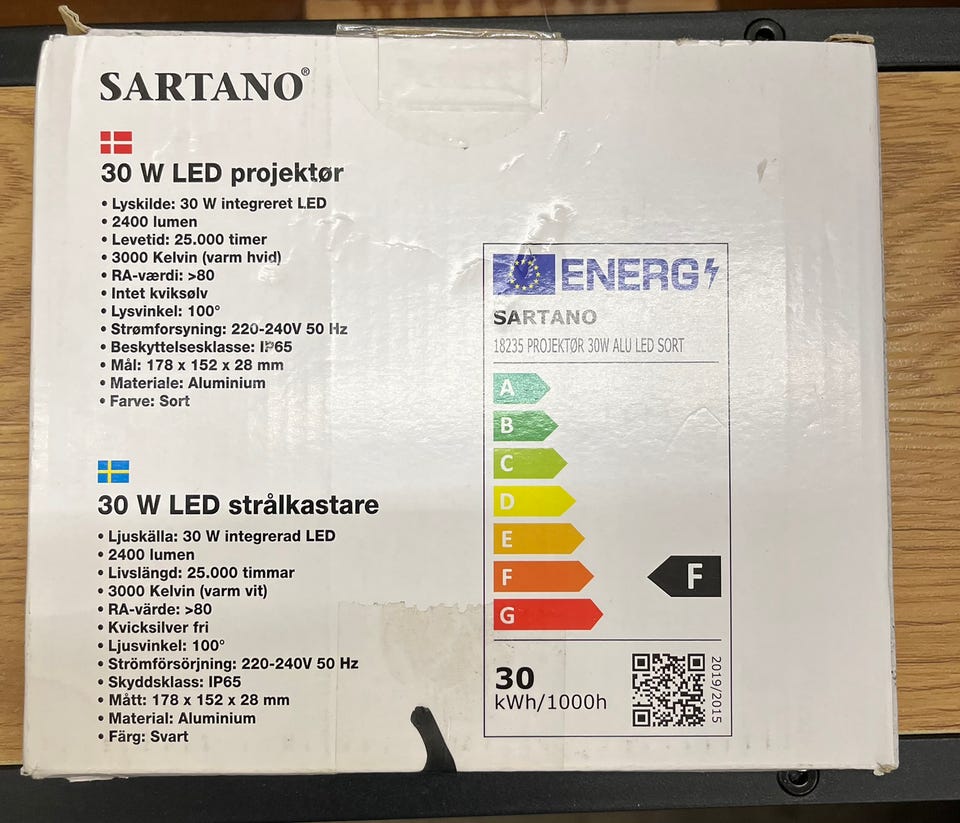 SARTANO®
30 W LED projektør
• Lyskilde: 30 W integreret LED
• 2400 lumen
• Levetid: 25.000 timer
• 3000 Kelvin (varm hvid)
• RA-værdi: >80
• Intet kviksølv
• Lysvinkel: 100°
• Strømforsyning: 220-240V 50 Hz
• Beskyttelsesklasse: IP65
• Mål: 178 x 152 x 28 mm
• Materiale: Aluminium
• Farve: Sort
30 W LED strålkastare
• Ljuskälla: 30 W integrerad LED
• 2400 lumen
• Livslängd: 25.000 timmar
• 3000 Kelvin (varm vit)
• RA-värde: >80
• Kvicksilver fri
• Ljusvinkel: 100°
• Strömförsörjning: 220-240V 50 Hz
• Skyddsklass: IP65
• Mått: 178 x 152 x 28 mm
• Material: Aluminium
• Färg: Svart
ENERG
SARTANO
18235 PROJEKTØR 30W ALU LED SORT
A
B
C
D
E
F
F
G
30
kWh/1000h
2019/2015